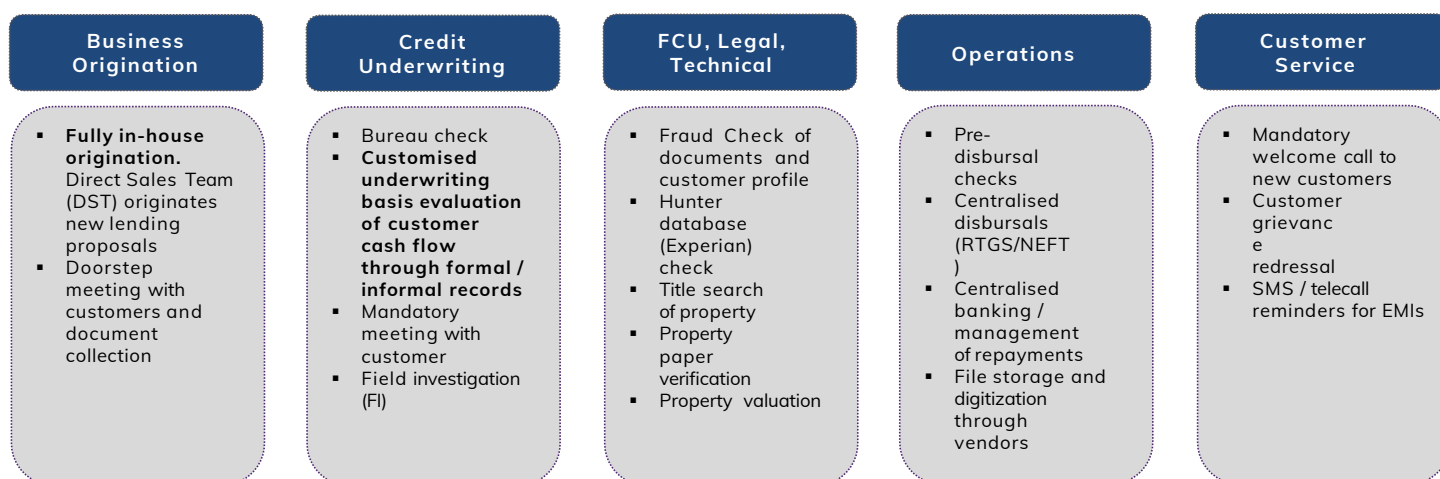 Business
Origination
Credit
Underwriting
FCU, Legal,
Technical
Operations
Customer
Service
▪ Fully in-house
origination.
Direct Sales Team
(DST) originates
new lending
proposals
▪ Doorstep
meeting with
customers and
document
collection
▪ Bureau check
▪ Customised
underwriting
basis evaluation
of customer
cash flow
through formal /
informal records
▪ Mandatory
meeting with
customer
▪ Field investigation
(FI)
▪ Fraud Check of
documents and
customer profile
▪ Hunter
database
(Experian)
check
▪ Title search
of property
▪ Property
paper
verification
▪ Property valuation
▪ Pre-
disbursal
checks
▪ Centralised
disbursals
(RTGS/NEFT
)
▪ Centralised
banking /
management
of repayments
▪ File storage and
digitization
through
vendors
▪ Mandatory
welcome call to
new customers
▪ Customer
grievanc
e
redressal
▪ SMS / telecall
reminders for EMIs